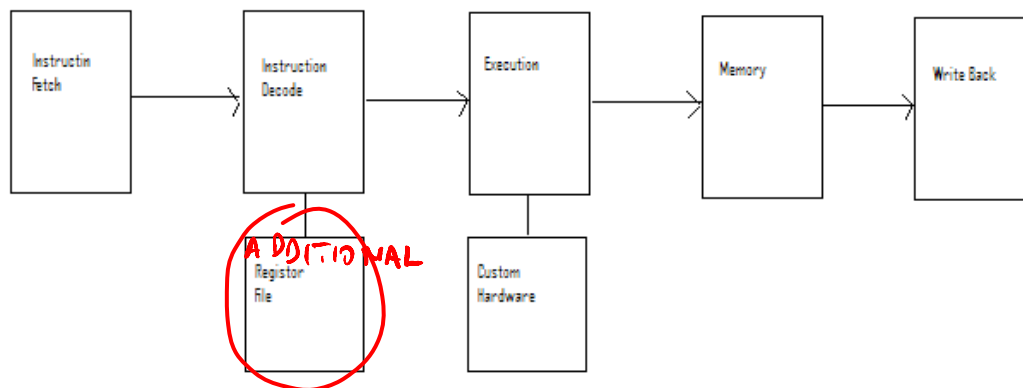 Instructin
Fetch
Instruction
Decode
Execution
Memory
Write Back
ADDITIONAL
Registor
File
Custom
Hardware